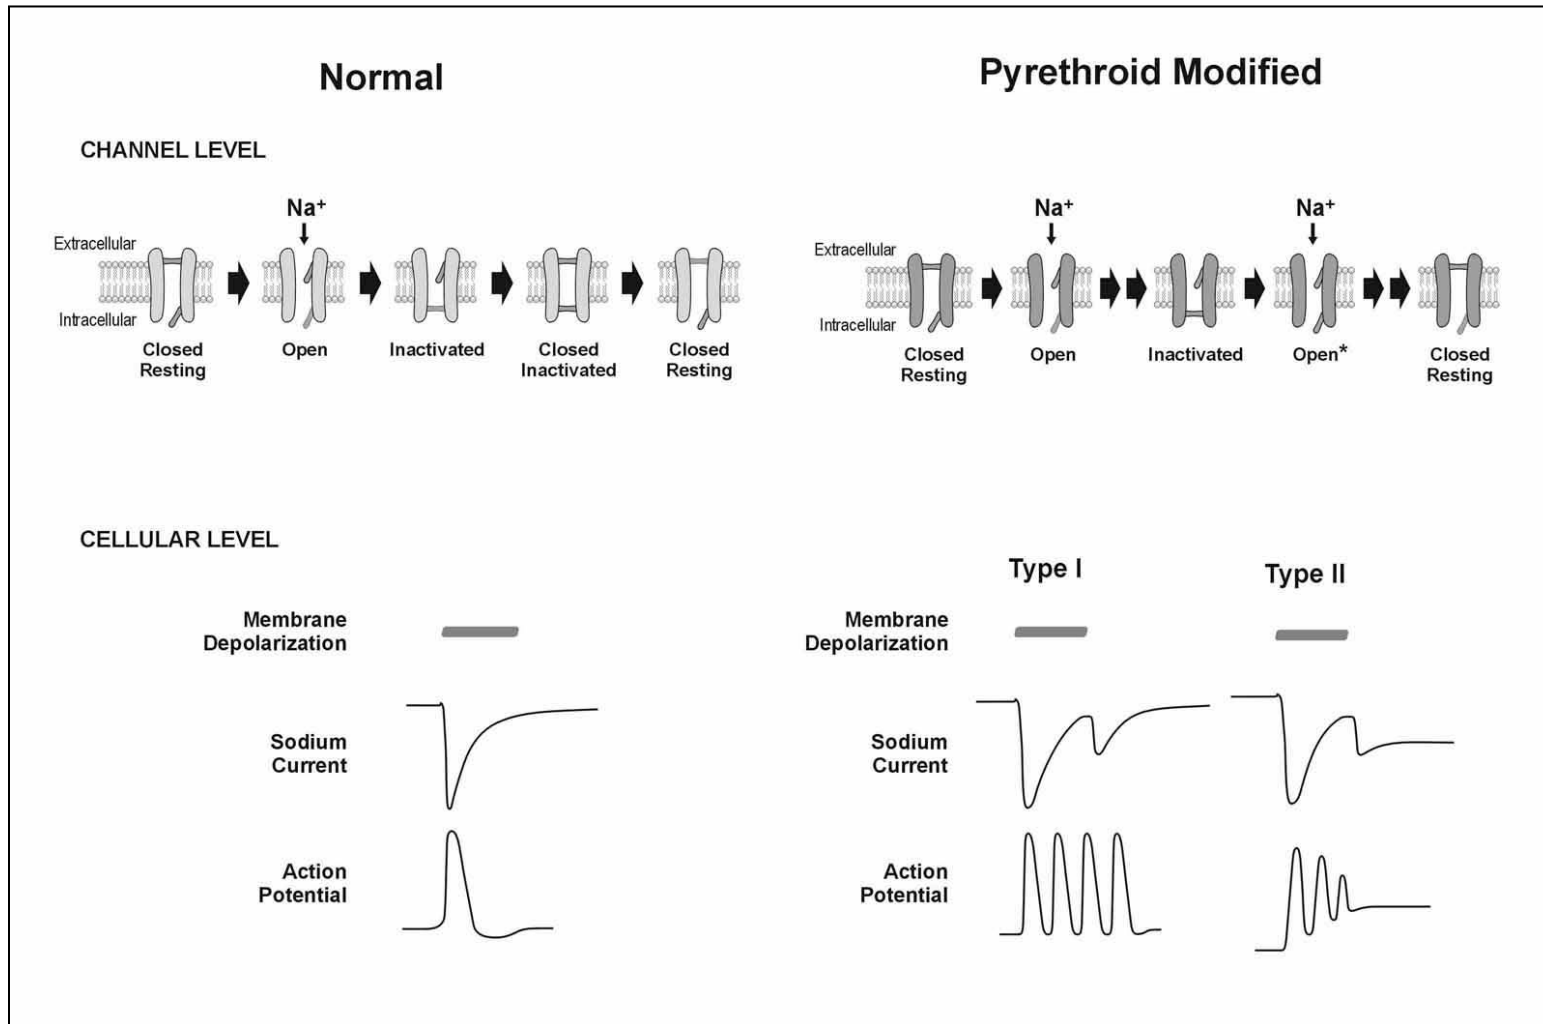 Normal
Pyrethroid Modified
CHANNEL LEVEL
Na⁺
Extracellular
Intracellular
Closed
Resting
Open
Inactivated
Closed
Inactivated
Closed
Resting
Na⁺
Na⁺
Extracellular
Intracellular
Closed
Resting
Open
Inactivated
Open*
Closed
Resting
CELLULAR LEVEL
Membrane
Depolarization
Sodium
Current
Action
Potential
Type I
Type II
Membrane
Depolarization
Sodium
Current
Action
Potential